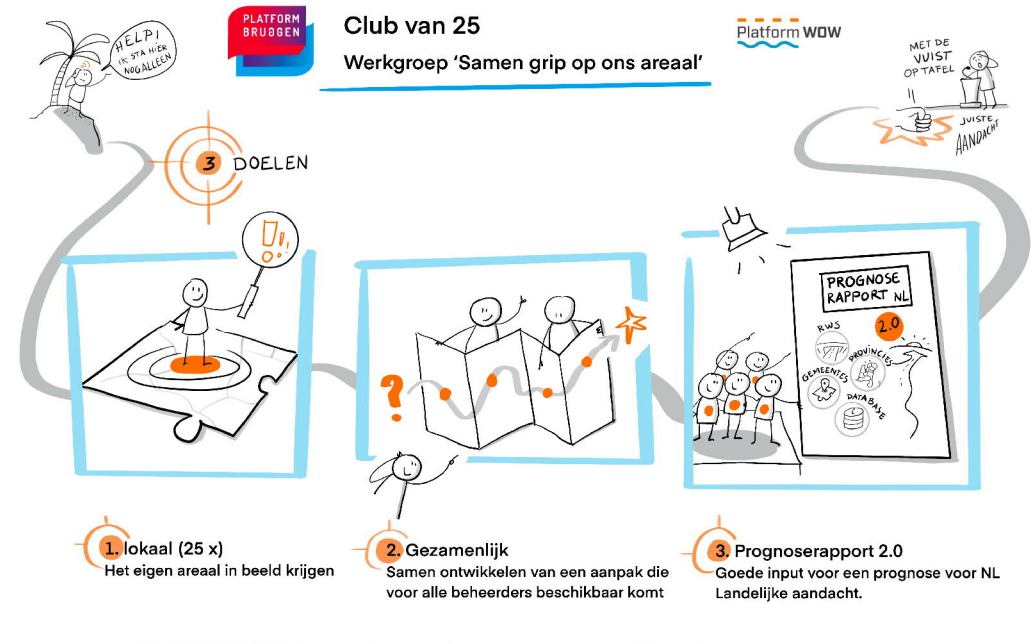 PLATFORM
BRUGGEN
Club van 25
Werkgroep ‘Samen grip op ons areaal’
Platform WOW
HELP!
IK STA HIER
NOG ALLEEN
MET DE
VUIST
OP TAFEL
JUISTE
AANDACHT
3 DOELEN
!!!
?
PROGNOSE
RAPPORT NL
2.0
RWS
PROVINCIES
GEMEENTES
DATABASE
1. lokaal (25 x)
Het eigen areaal in beeld krijgen
2. Gezamenlijk
Samen ontwikkelen van een aanpak die
voor alle beheerders beschikbaar komt
3. Prognoserapport 2.0
Goede input voor een prognose voor NL
Landelijke aandacht.